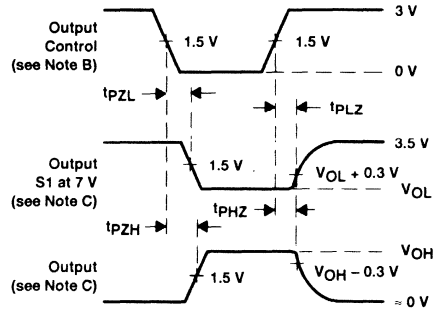 3 V
Output
Control
(see Note B)
1.5 V
1.5 V
0 V
tPZL
tPLZ
3.5 V
Output
S1 at 7 V
(see Note C)
1.5 V
VOL + 0.3 V
VOL
tPHZ
tPZH
VOH
Output
(see Note C)
1.5 V
VOH − 0.3 V
≈ 0 V